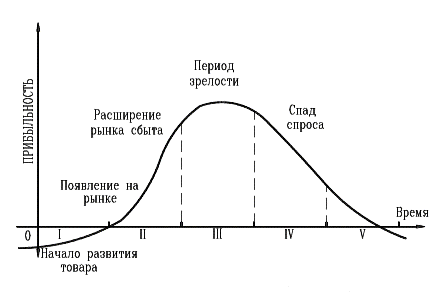 ПРИБЫЛЬНОСТЬ
Период
зрелости
Расширение
рынка сбыта
Спад
спроса
Появление на
рынке
Время
0
I
II
III
IV
V
Начало развития
товара